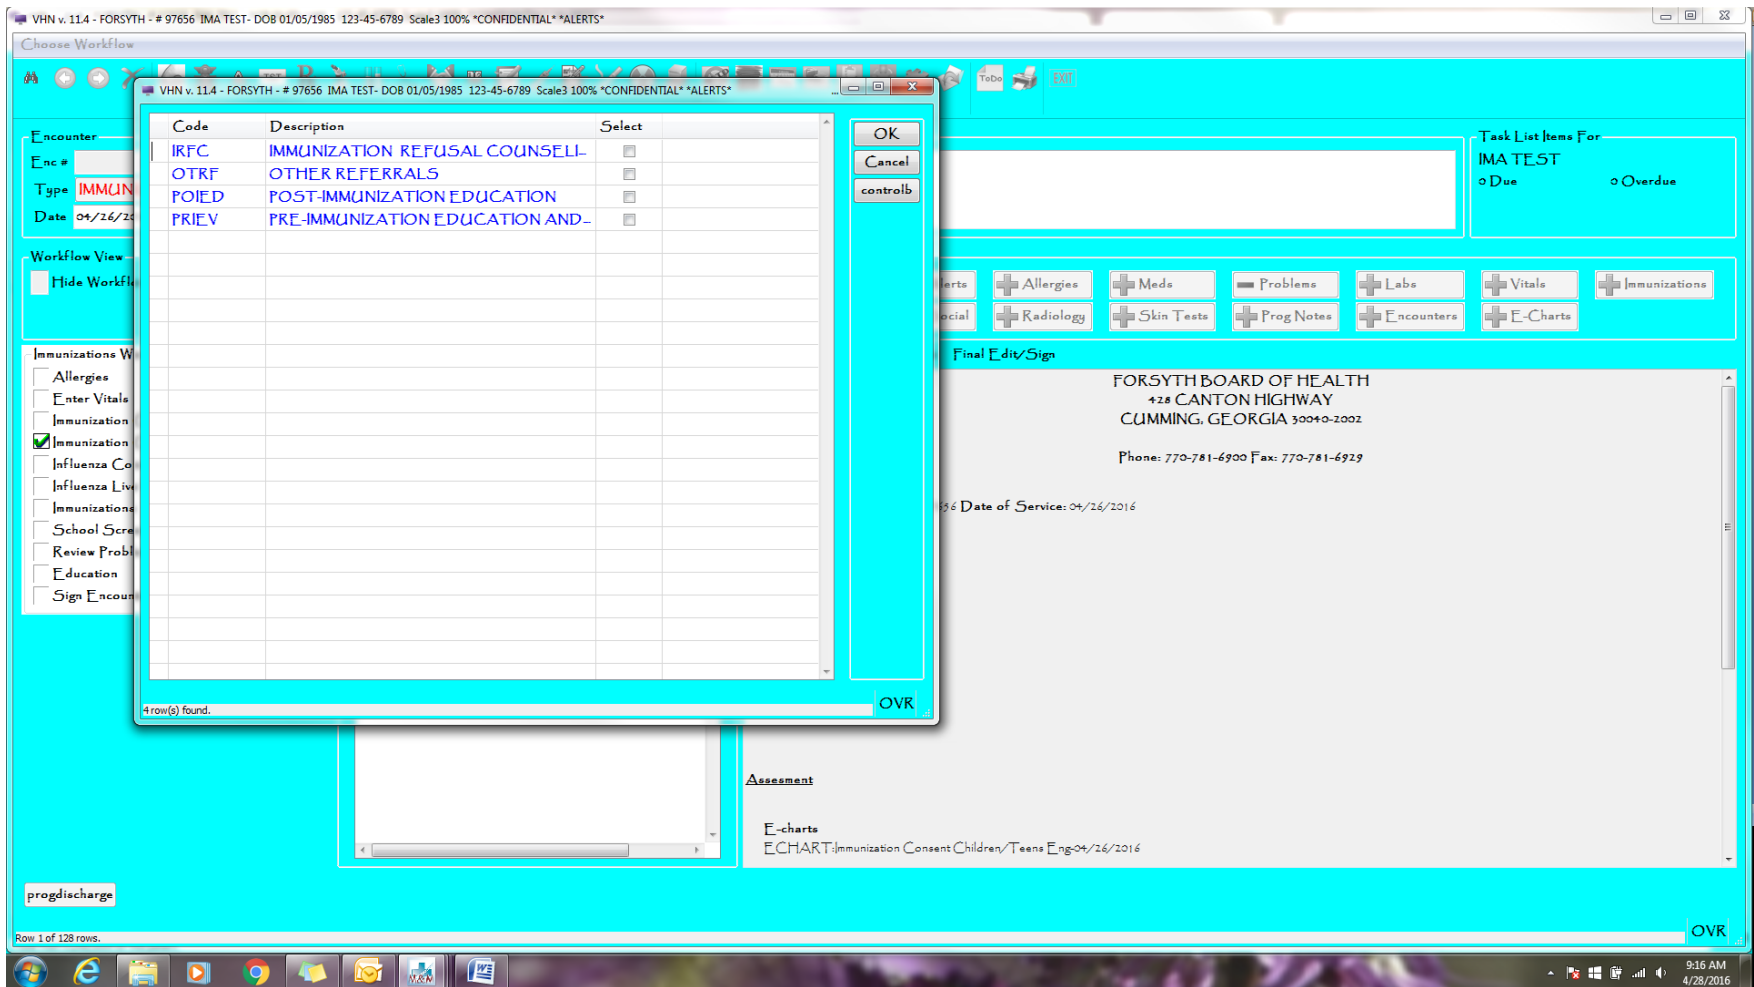 VHN v. 11.4 - FORSYTH - # 97656 IMA TEST- DOB 01/05/1985 123-45-6789 Scale3 100% *CONFIDENTIAL* *ALERTS*
Choose Workflow
ToDo
EXIT
VHN v. 11.4 - FORSYTH - # 97656 IMA TEST- DOB 01/05/1985 123-45-6789 Scale3 100% *CONFIDENTIAL* *ALERTS* ...
Code Description Select
IRFC IMMUNIZATION REFUSAL COUNSELI...
OTRF OTHER REFERRALS
POIED POST-IMMUNIZATION EDUCATION
PRIEV PRE-IMMUNIZATION EDUCATION AND...
OK
Cancel
controlb
4 row(s) found.
OVR
Encounter
Enc #
Type IMMUN
Date 04/26/20
Task List Items For
IMA TEST
0 Due 0 Overdue
Workflow View
Hide Workfl
erts Allergies Meds Problems Labs Vitals Immunizations
ocial Radiology Skin Tests Prog Notes Encounters E-Charts
Immunizations W
Allergies
Enter Vitals
Immunization
Immunization
Influenza Co
Influenza Live
Immunizations
School Scre
Review Probl
Education
Sign Encoun
Final Edit/Sign
FORSYTH BOARD OF HEALTH
428 CANTON HIGHWAY
CUMMING, GEORGIA 30040-2002
Phone: 770-781-6900 Fax: 770-781-6929
656 Date of Service: 04/26/2016
Assesment
E-charts
ECHART:Immunization Consent Children/Teens Eng-04/26/2016
progdischarge
Row 1 of 128 rows.
OVR
M&N
9:16 AM
4/28/2016